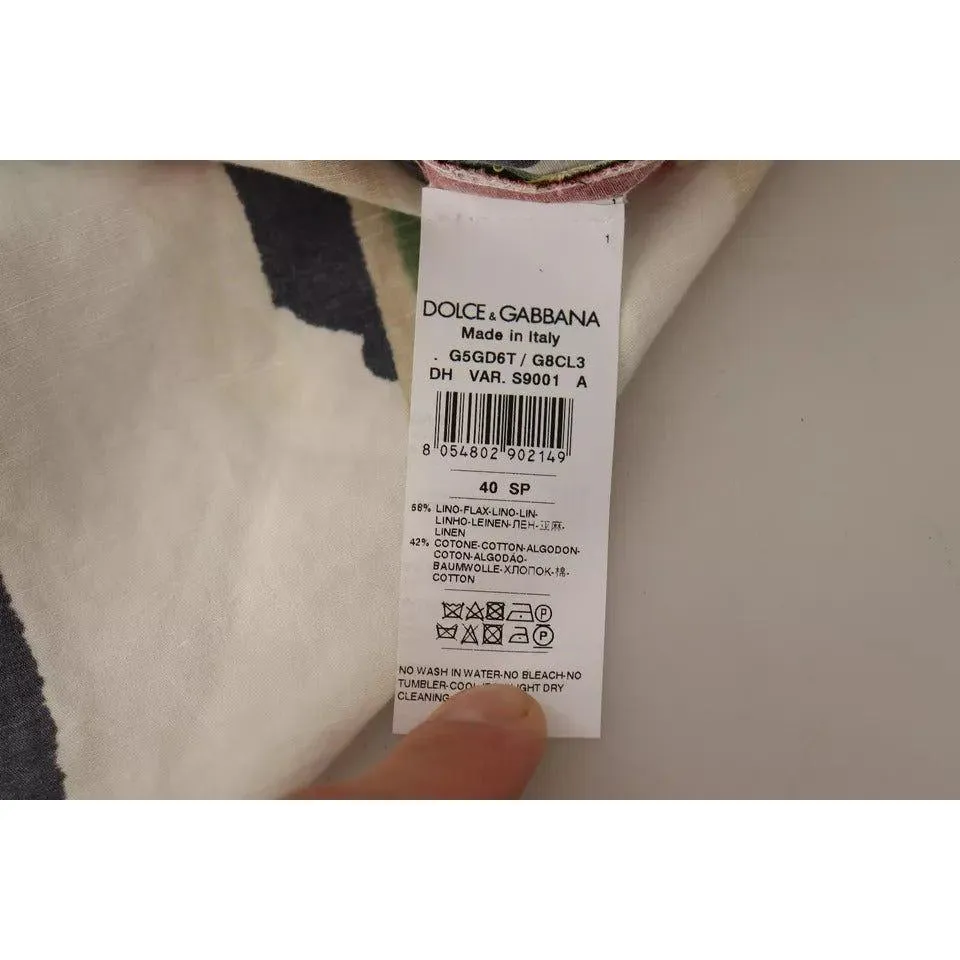 1
1
DOLCE & GABBANA
Made in Italy
. G5GD6T / G8CL3
DH VAR. S9001 A
8 054802 902149
40 SP
58% LINO-FLAX-LINO-LIN-
LINHO-LEINEN-ЛЕН-亚麻-
LINEN
42% COTONE-COTTON-ALGODON-
COTON-ALGODÃO-
BAUMWOLLE-ХЛОПОК-棉-
COTTON
P
P
NO WASH IN WATER-NO BLEACH-NO
TUMBLER-COOL DRY
CLEANING